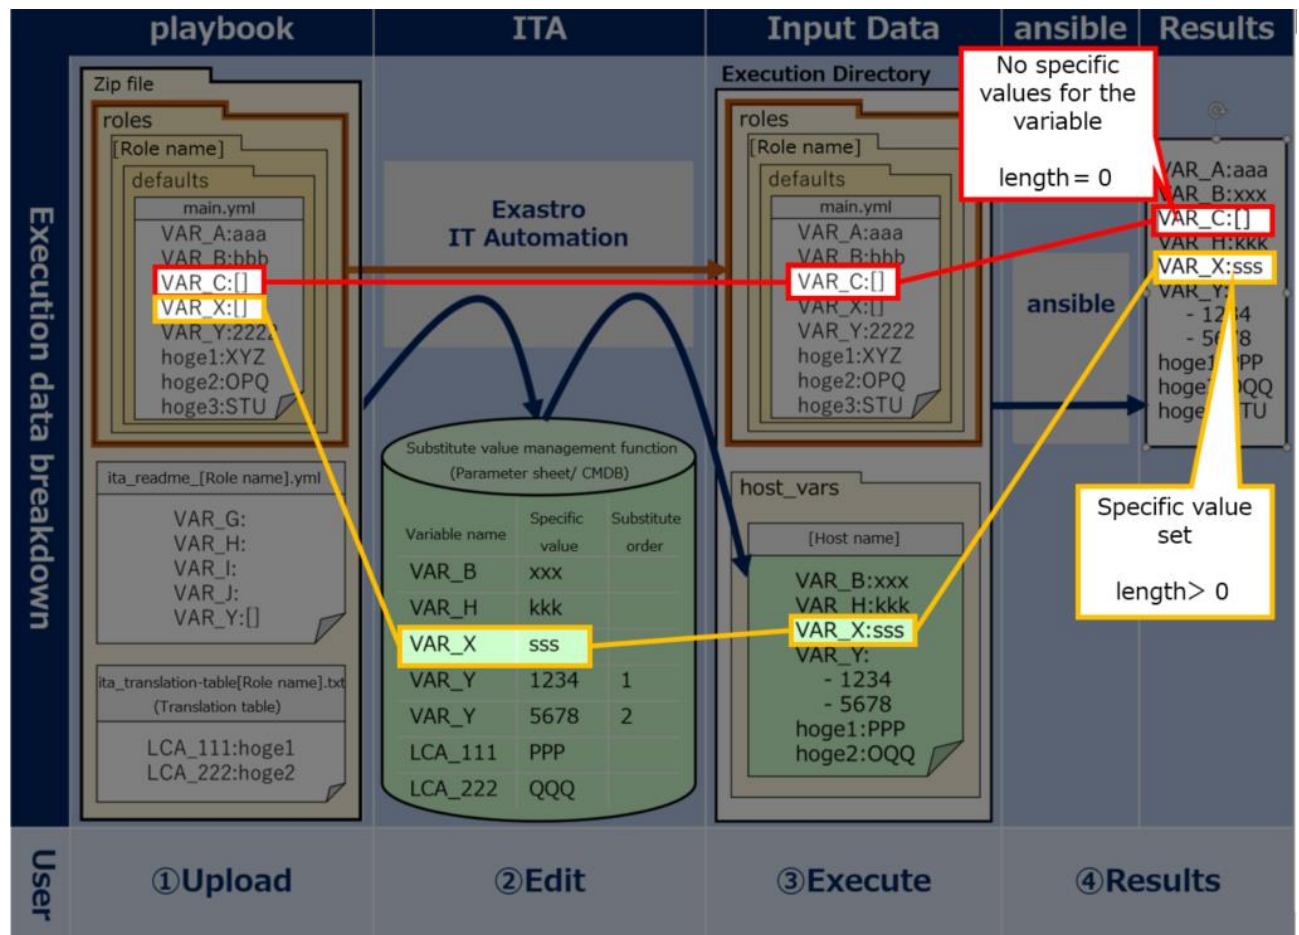 playbook
ITA
Input Data
ansible
Results
Execution data breakdown
Zip file
roles
[Role name]
defaults
main.yml
VAR_A:aaa
VAR_B:bbb
VAR_C:[]
VAR_X:[]
VAR_Y:2222
hoge1:XYZ
hoge2:OPQ
hoge3:STU
ita_readme_[Role name].yml
VAR_G:
VAR_H:
VAR_I:
VAR_J:
VAR_Y:[]
ita_translation-table[Role name].txt
(Translation table)
LCA_111:hoge1
LCA_222:hoge2
Exastro
IT Automation
Substitute value management function
(Parameter sheet/ CMDB)
Variable name Specific value Substitute order
VAR_B xxx
VAR_H kkk
VAR_X sss
VAR_Y 1234 1
VAR_Y 5678 2
LCA_111 PPP
LCA_222 QQQ
Execution Directory
roles
[Role name]
defaults
main.yml
VAR_A:aaa
VAR_B:bbb
VAR_C:[]
VAR_X:[]
VAR_Y:2222
hoge1:XYZ
hoge2:OPQ
hoge3:STU
host_vars
[Host name]
VAR_B:xxx
VAR_H:kkk
VAR_X:sss
VAR_Y:
- 1234
- 5678
hoge1:PPP
hoge2:OQQ
ansible
No specific
values for the
variable
length = 0
VAR_A:aaa
VAR_B:xxx
VAR_C:[]
VAR_H:kkk
VAR_X:sss
VAR_Y:
- 1234
- 5678
Specific value
set
length＞ 0
User
①Upload
②Edit
③Execute
④Results